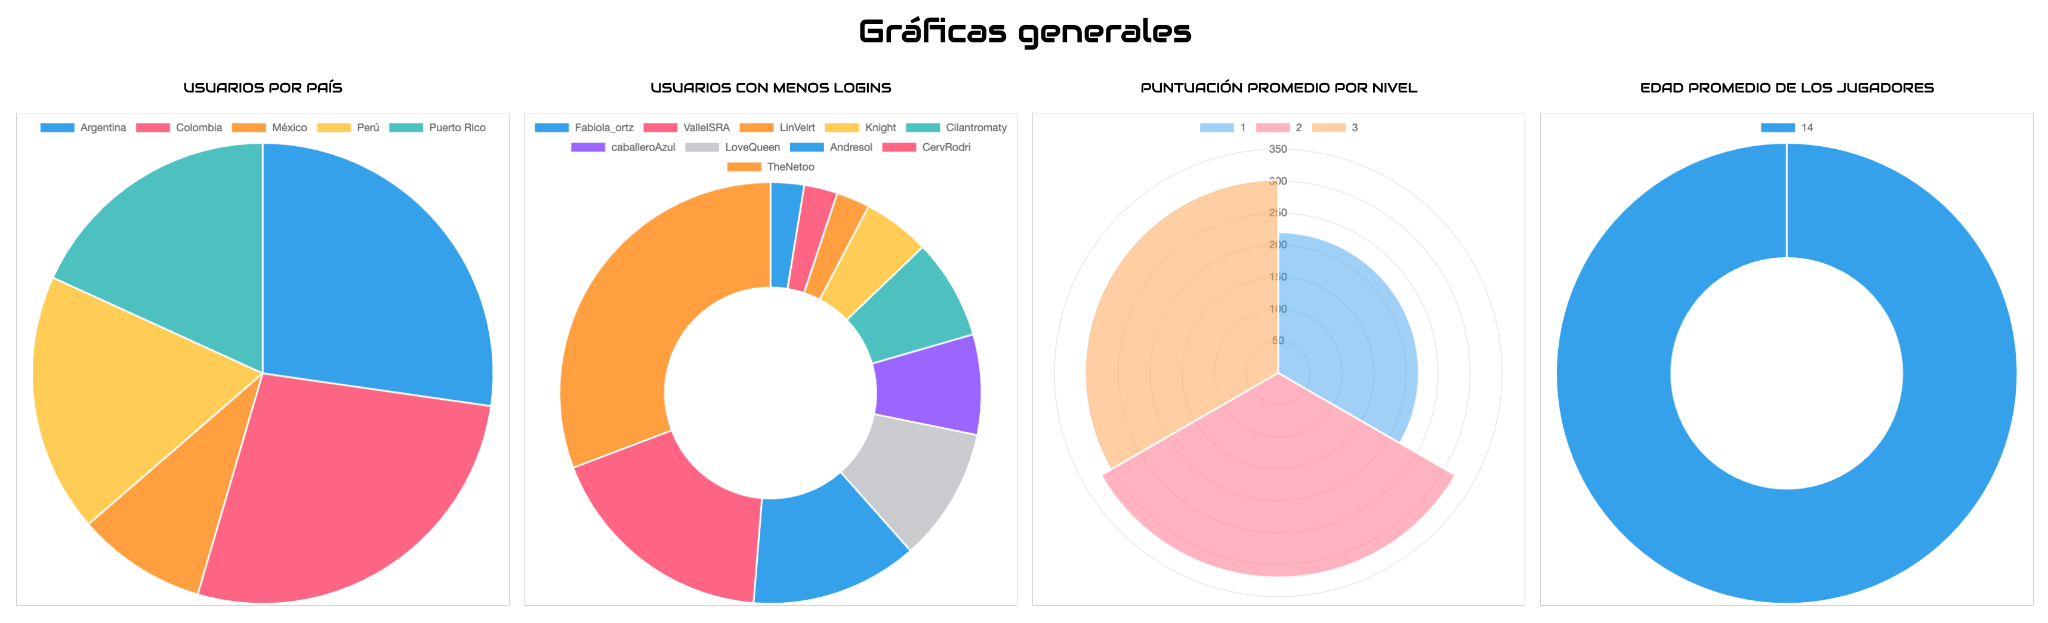 Gráficas generales
USUARIOS POR PAÍS
Argentina Colombia México Perú Puerto Rico
USUARIOS CON MENOS LOGINS
Fabiola_ortz ValleISRA LinVelrt Knight Cilantromaty
caballeroAzul LoveQueen Andresol CervRodri
TheNetoo
PUNTUACIÓN PROMEDIO POR NIVEL
1 2 3
350
300
250
200
150
100
50
EDAD PROMEDIO DE LOS JUGADORES
14